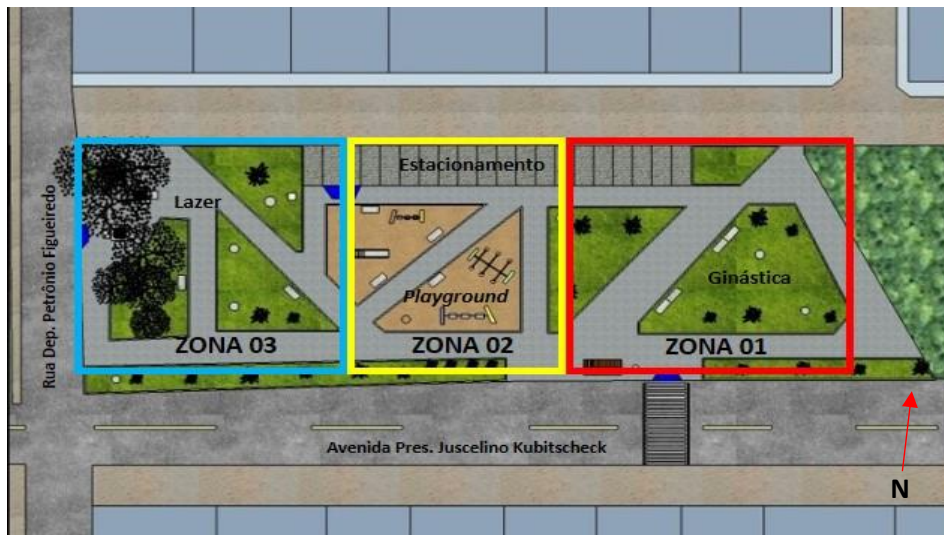 Estacionamento
Lazer
Rua Dep. Petrônio Figueiredo
Playground
Ginástica
ZONA 03
ZONA 02
ZONA 01
Avenida Pres. Juscelino Kubitscheck
N